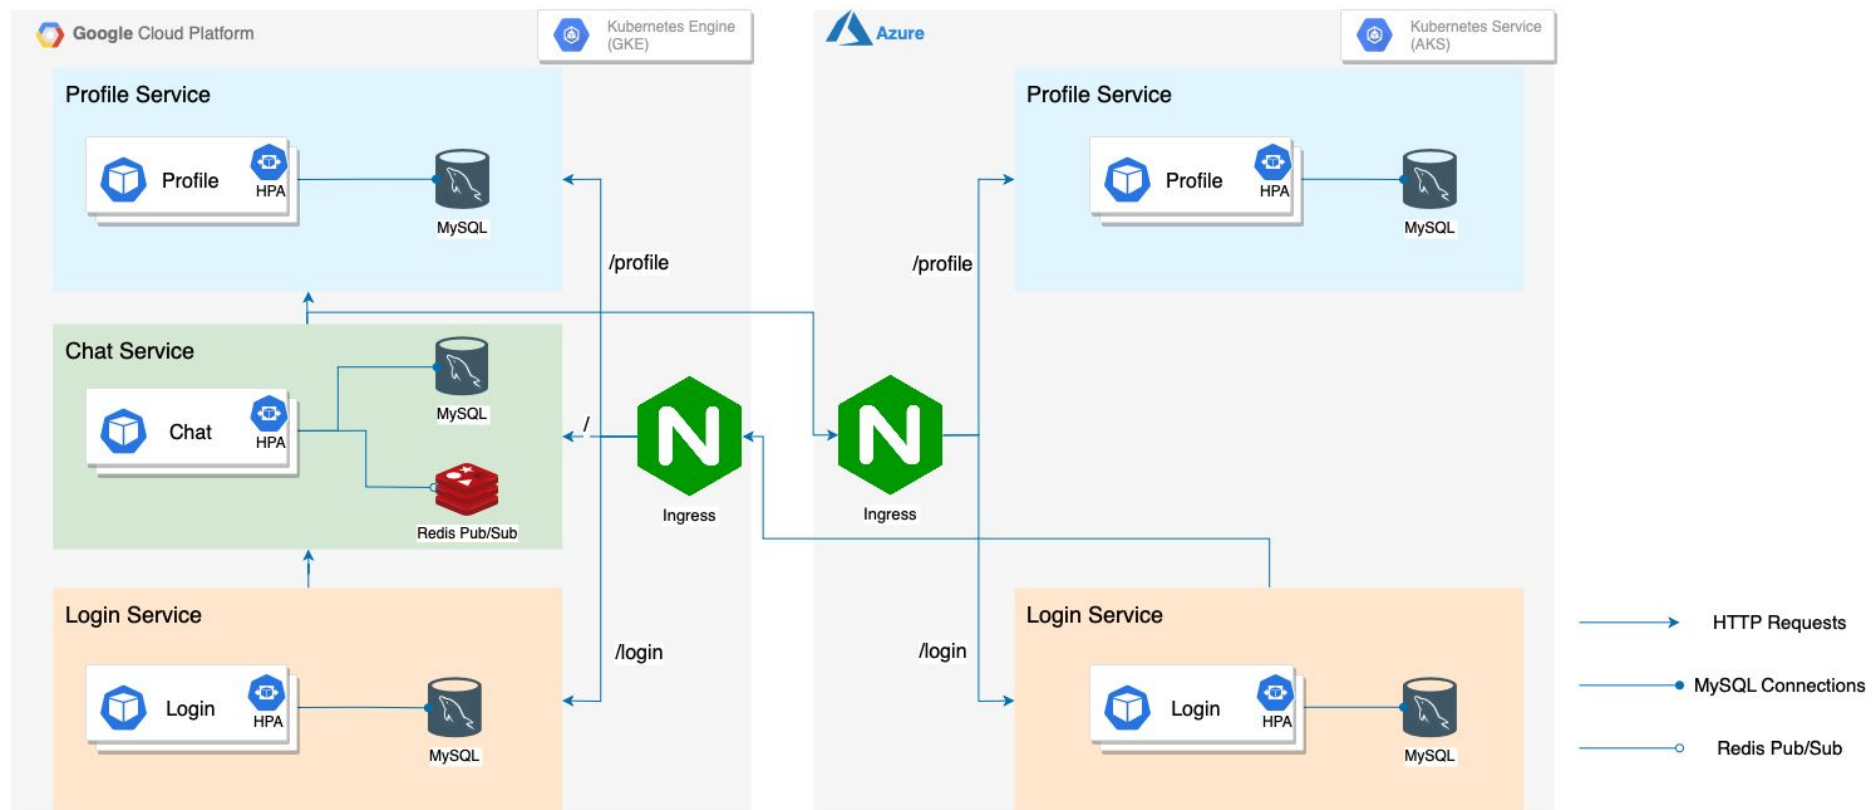 Google Cloud Platform
Kubernetes Engine
(GKE)
Profile Service
Profile
HPA
MySQL
/profile
Chat Service
Chat
HPA
MySQL
Redis Pub/Sub
/
N
Ingress
Login Service
Login
HPA
MySQL
/login
Azure
Kubernetes Service
(AKS)
Profile Service
Profile
HPA
MySQL
/profile
N
Ingress
Login Service
Login
HPA
MySQL
/login
HTTP Requests
MySQL Connections
Redis Pub/Sub